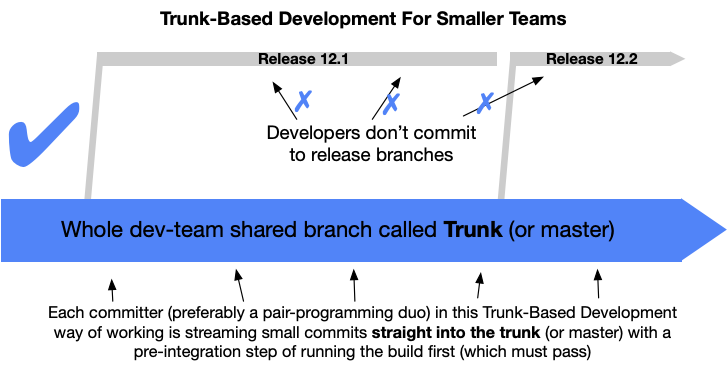 Trunk-Based Development For Smaller Teams
Release 12.1
Release 12.2
Developers don’t commit
to release branches
Whole dev-team shared branch called Trunk (or master)
Each committer (preferably a pair-programming duo) in this Trunk-Based Development
way of working is streaming small commits straight into the trunk (or master) with a
pre-integration step of running the build first (which must pass)